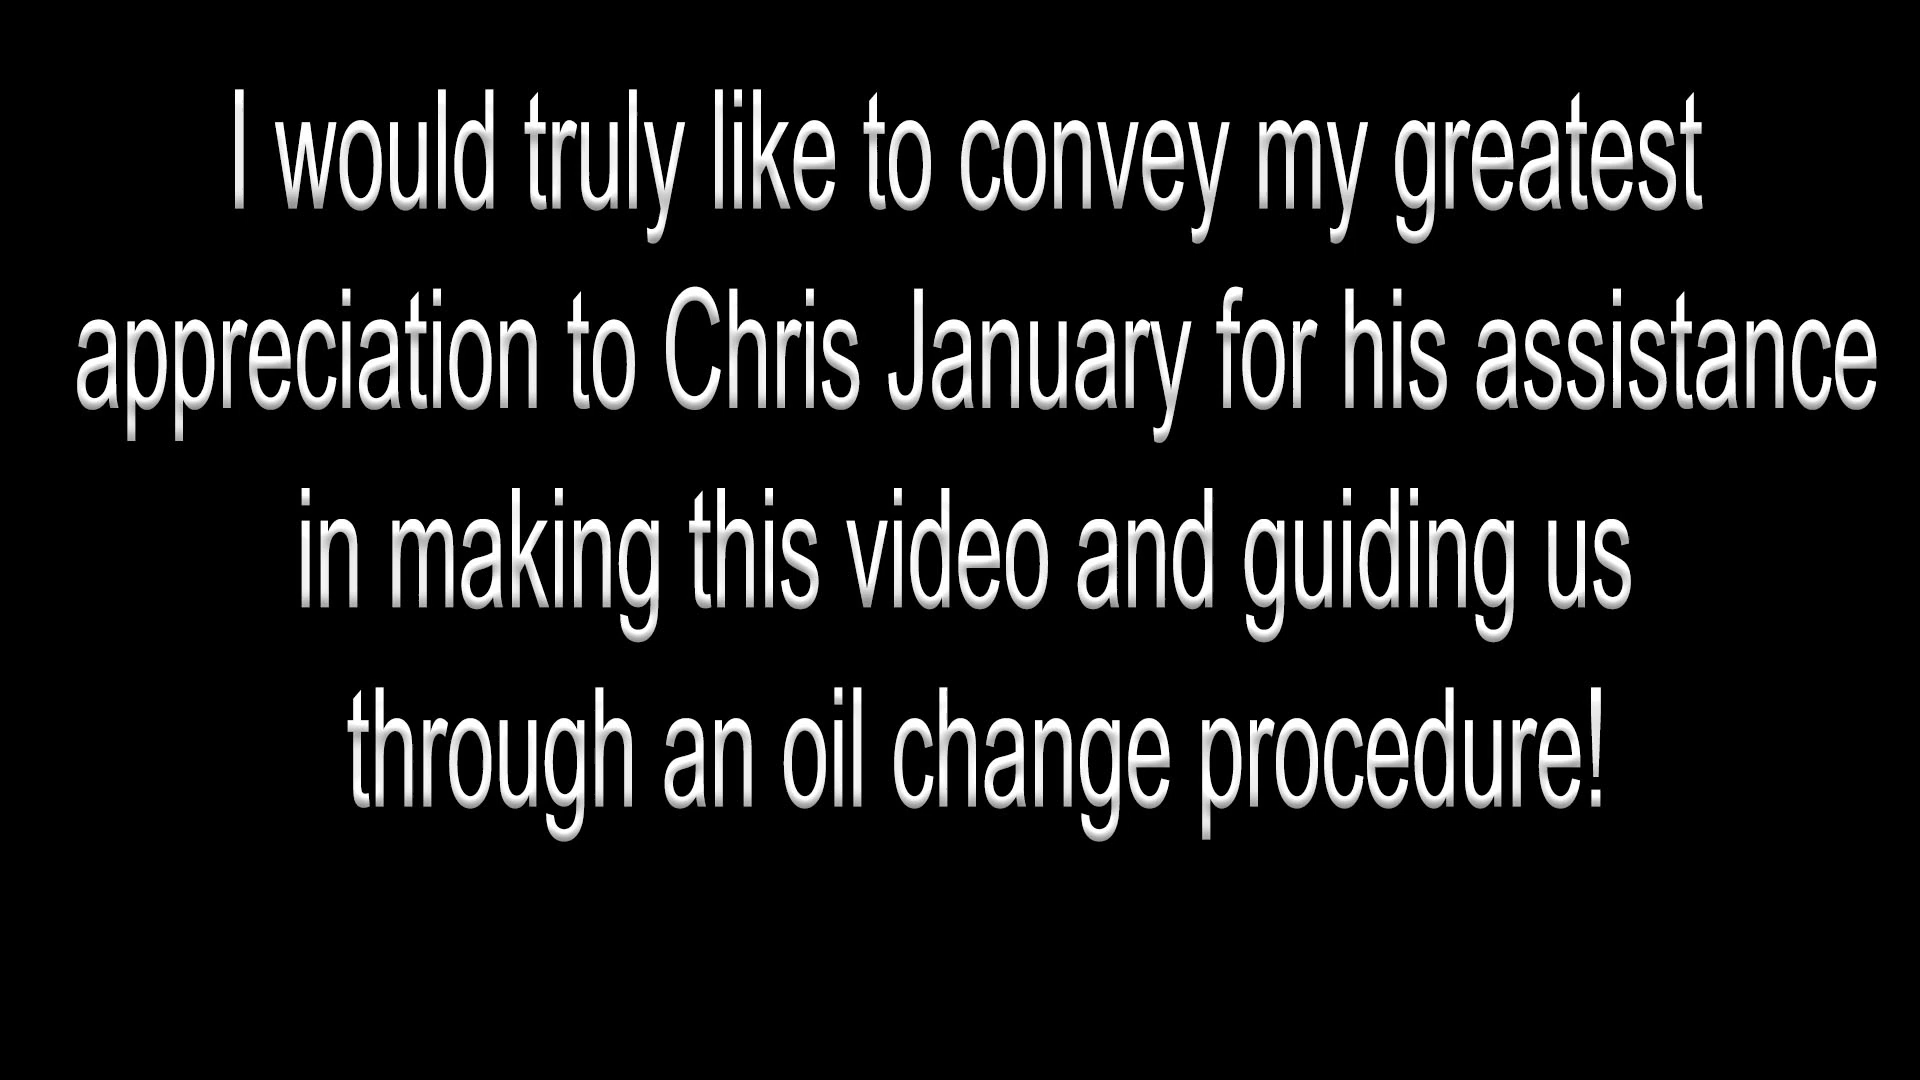 I would truly like to convey my greatest
appreciation to Chris January for his assistance
in making this video and guiding us
through an oil change procedure!